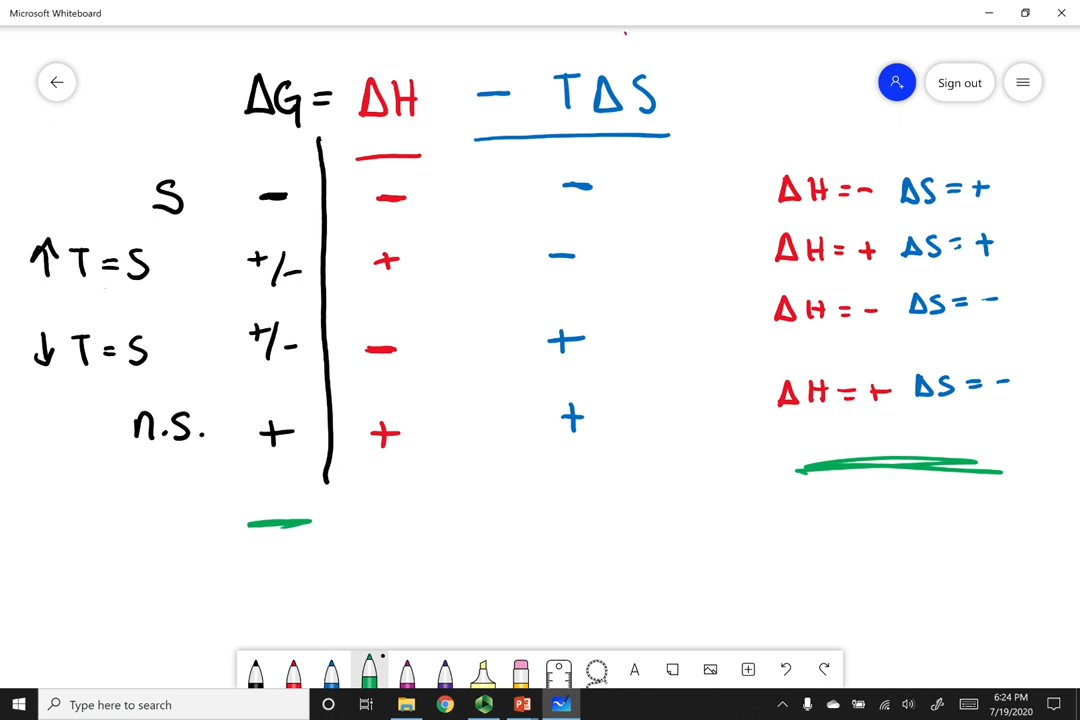 Microsoft Whiteboard
Sign out
ΔG = ΔH - TΔS
S - - -
↑ T = S +/- + -
↓ T = S +/- - +
n.s. + + +
ΔH = - ΔS = +
ΔH = + ΔS = +
ΔH = - ΔS = -
ΔH = + ΔS = -
A
Type here to search
6:24 PM
7/19/2020